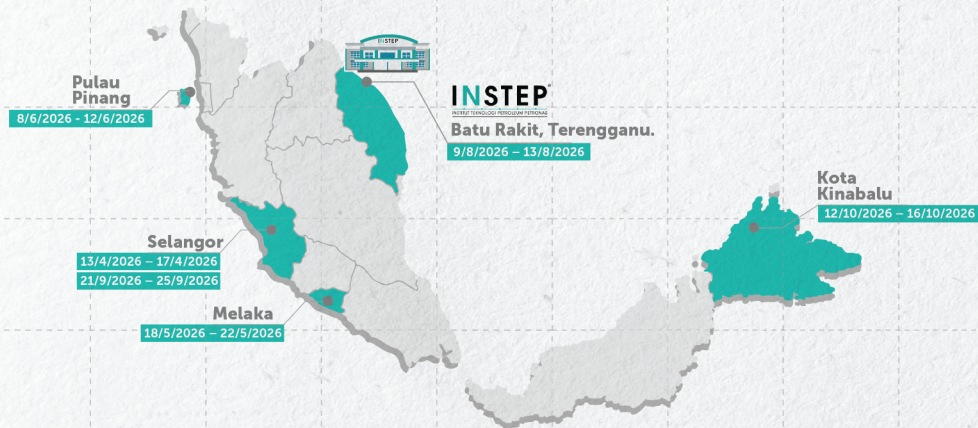 INSTEP
Pulau
Pinang
8/6/2026 - 12/6/2026
INSTEP
INSTITUT TEKNOLOGI PETROLEUM PETRONAS
Batu Rakit, Terengganu.
9/8/2026 – 13/8/2026
Kota
Kinabalu
12/10/2026 – 16/10/2026
Selangor
13/4/2026 – 17/4/2026
21/9/2026 – 25/9/2026
Melaka
18/5/2026 – 22/5/2026